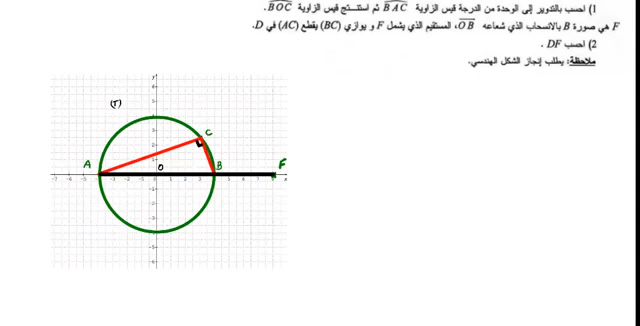 1) احسب بالتدوير إلى الوحدة من الدرجة قيس الزاوية BAC ثم استنتج قيس الزاوية BOC.
F هي صورة B بالانسحاب الذي شعاعه OB، المستقيم الذي يشمل F و يوازي (BC) يقطع (AC) في D.
2) احسب DF.
ملاحظة: يطلب إنجاز الشكل الهندسي.
(T)
C
A
O
B
F